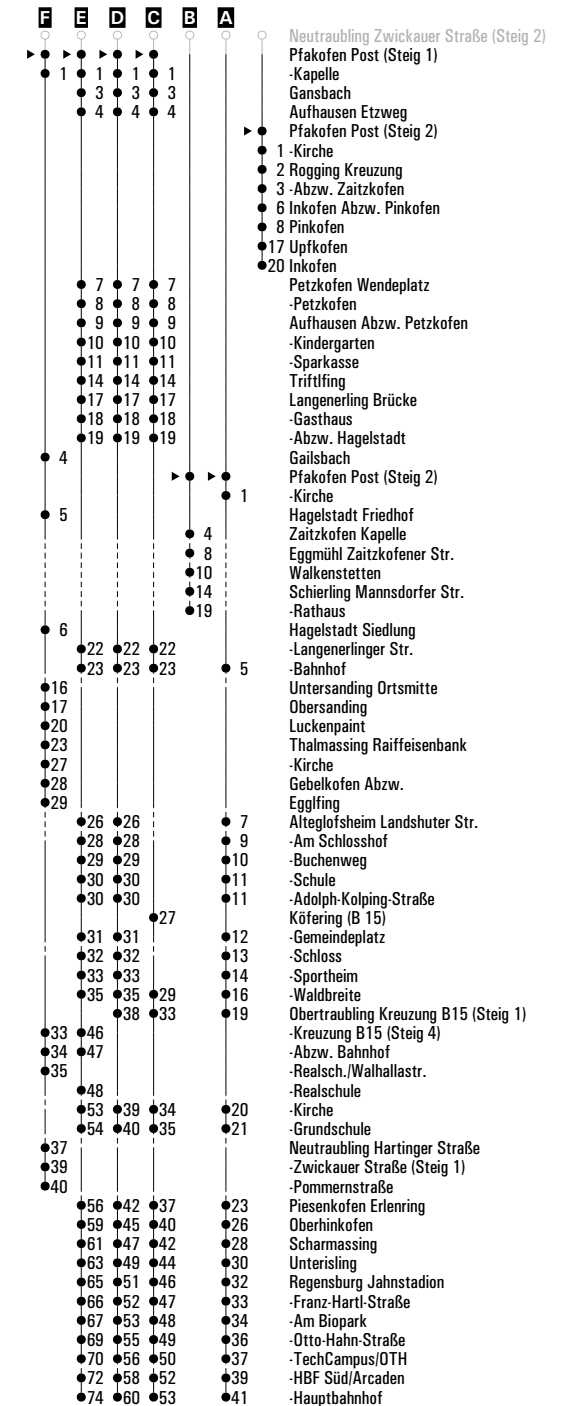 F E D C B A
Neutraubling Zwickauer Straße (Steig 2)
Pfakofen Post (Steig 1)
1 1 1 1 -Kapelle
3 3 3 Gansbach
4 4 4 Aufhausen Etzweg
Pfakofen Post (Steig 2)
1 -Kirche
2 Rogging Kreuzung
3 -Abzw. Zaitzkofen
6 Inkofen Abzw. Pinkofen
8 Pinkofen
17 Upfkofen
20 Inkofen
7 7 7 Petzkofen Wendeplatz
8 8 8 -Petzkofen
9 9 9 Aufhausen Abzw. Petzkofen
10 10 10 -Kindergarten
11 11 11 -Sparkasse
14 14 14 Triftlfing
17 17 17 Langenerling Brücke
18 18 18 -Gasthaus
19 19 19 -Abzw. Hagelstadt
4 Gailsbach
Pfakofen Post (Steig 2)
1 -Kirche
5 Hagelstadt Friedhof
4 Zaitzkofen Kapelle
8 Eggmühl Zaitzkofener Str.
10 Walkenstetten
14 Schierling Mannsdorfer Str.
19 -Rathaus
6 Hagelstadt Siedlung
22 22 22 -Langenerlinger Str.
23 23 23 5 -Bahnhof
16 Untersanding Ortsmitte
17 Obersanding
20 Luckenpaint
23 Thalmassing Raiffeisenbank
27 -Kirche
28 Gebelkofen Abzw.
29 Egglfing
26 26 7 Alteglofsheim Landshuter Str.
28 28 9 -Am Schlosshof
29 29 10 -Buchenweg
30 30 11 -Schule
30 30 11 -Adolph-Kolping-Straße
27 Köfering (B 15)
31 31 12 -Gemeindeplatz
32 32 13 -Schloss
33 33 14 -Sportheim
35 35 29 16 -Waldbreite
38 33 19 Obertraubling Kreuzung B15 (Steig 1)
33 46 -Kreuzung B15 (Steig 4)
34 47 -Abzw. Bahnhof
35 -Realsch./Walhallastr.
48 -Realschule
53 39 34 20 -Kirche
54 40 35 21 -Grundschule
37 Neutraubling Hartinger Straße
39 -Zwickauer Straße (Steig 1)
40 -Pommernstraße
56 42 37 23 Piesenkofen Erlenring
59 45 40 26 Oberhinkofen
61 47 42 28 Scharmassing
63 49 44 30 Unterisling
65 51 46 32 Regensburg Jahnstadion
66 52 47 33 -Franz-Hartl-Straße
67 53 48 34 -Am Biopark
69 55 49 36 -Otto-Hahn-Straße
70 56 50 37 -TechCampus/OTH
72 58 52 39 -HBF Süd/Arcaden
74 60 53 41 -Hauptbahnhof